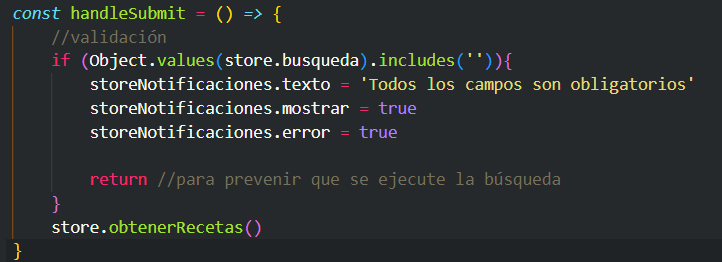 const handleSubmit = () => {
//validación
if (Object.values(store.busqueda).includes('')){
storeNotificaciones.texto = 'Todos los campos son obligatorios'
storeNotificaciones.mostrar = true
storeNotificaciones.error = true
return //para prevenir que se ejecute la búsqueda
}
store.obtenerRecetas()
}